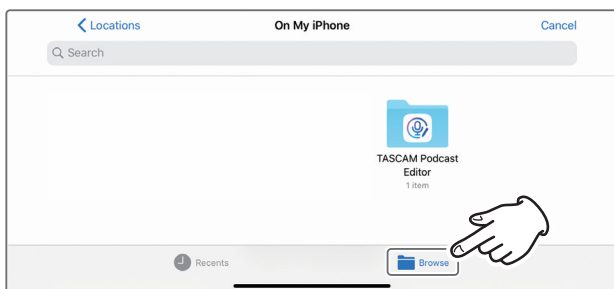 Locations
On My iPhone
Cancel
Search
TASCAM Podcast
Editor
1 item
Recents
Browse